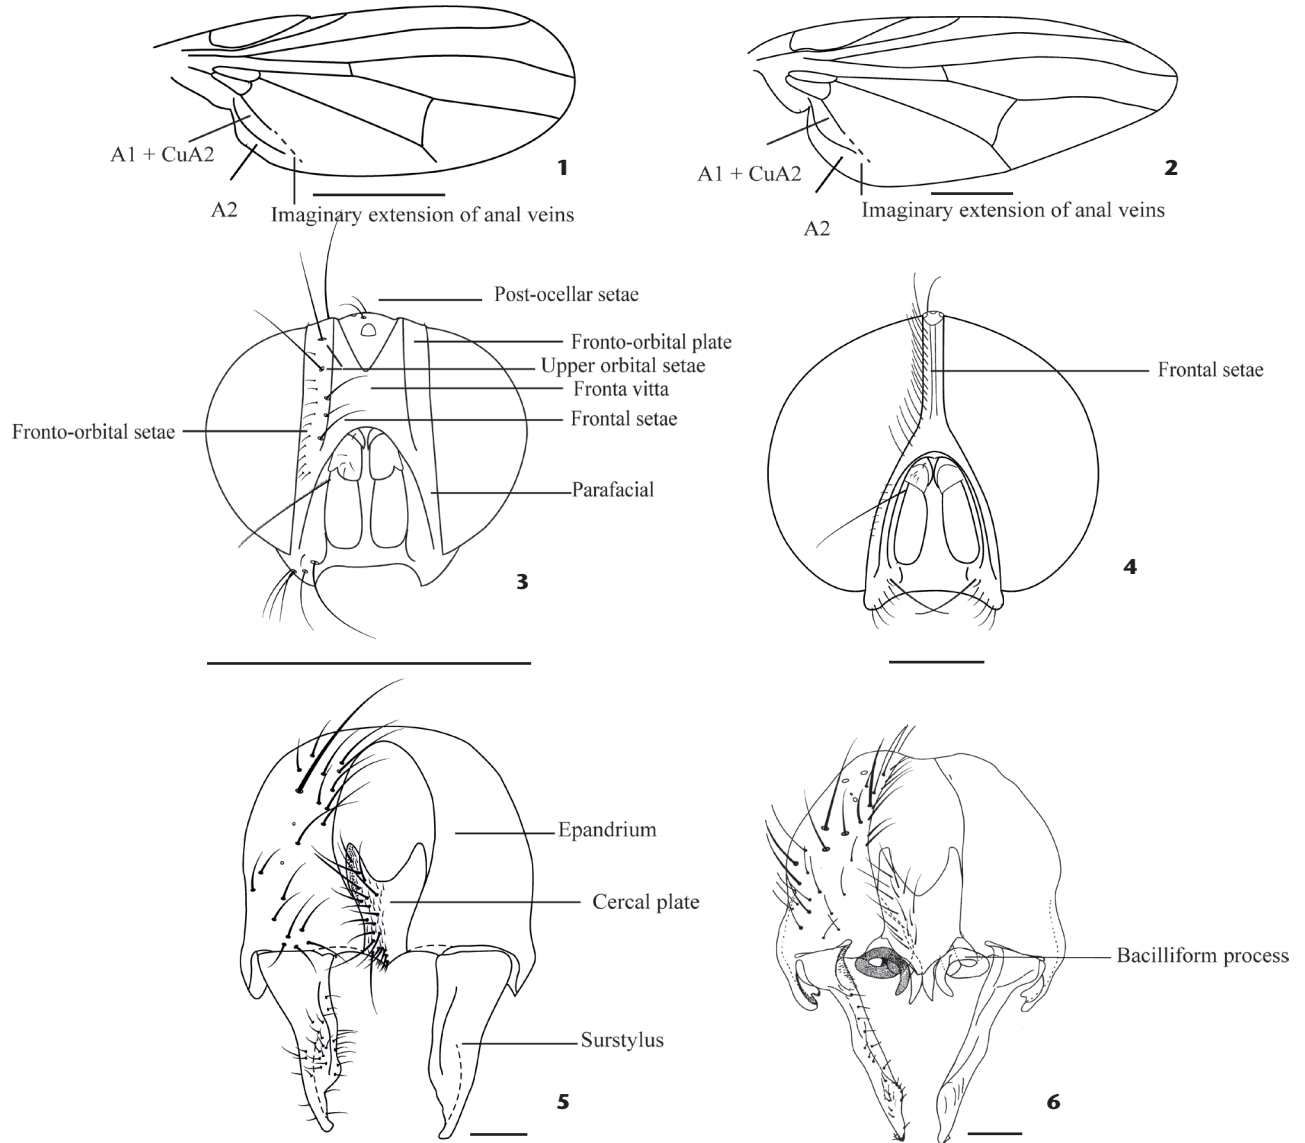 A1 + CuA2
A2
Imaginary extension of anal veins
1
A1 + CuA2
A2
Imaginary extension of anal veins
2
Post-ocellar setae
Fronto-orbital plate
Upper orbital setae
Fronta vitta
Frontal setae
Fronto-orbital setae
Parafacial
3
Frontal setae
4
Epandrium
Cercal plate
Surstylus
5
Bacilliform process
6